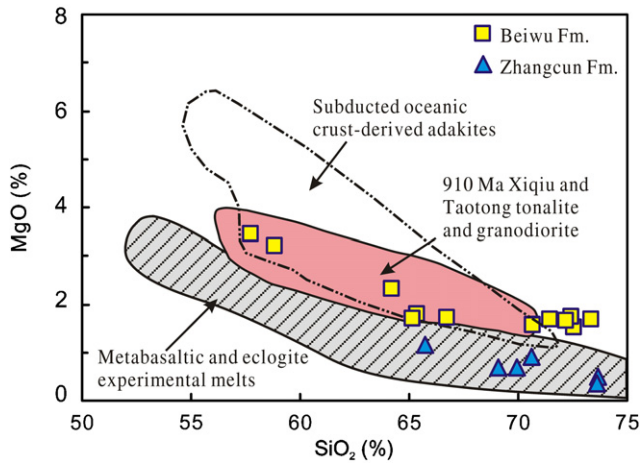 8
6
4
2
0
MgO (%)
50
55
60
65
70
75
SiO₂ (%)
Beiwu Fm.
Zhangcun Fm.
Subducted oceanic
crust-derived adakites
910 Ma Xiqiu and
Taotong tonalite
and granodiorite
Metabasaltic and eclogite
experimental melts